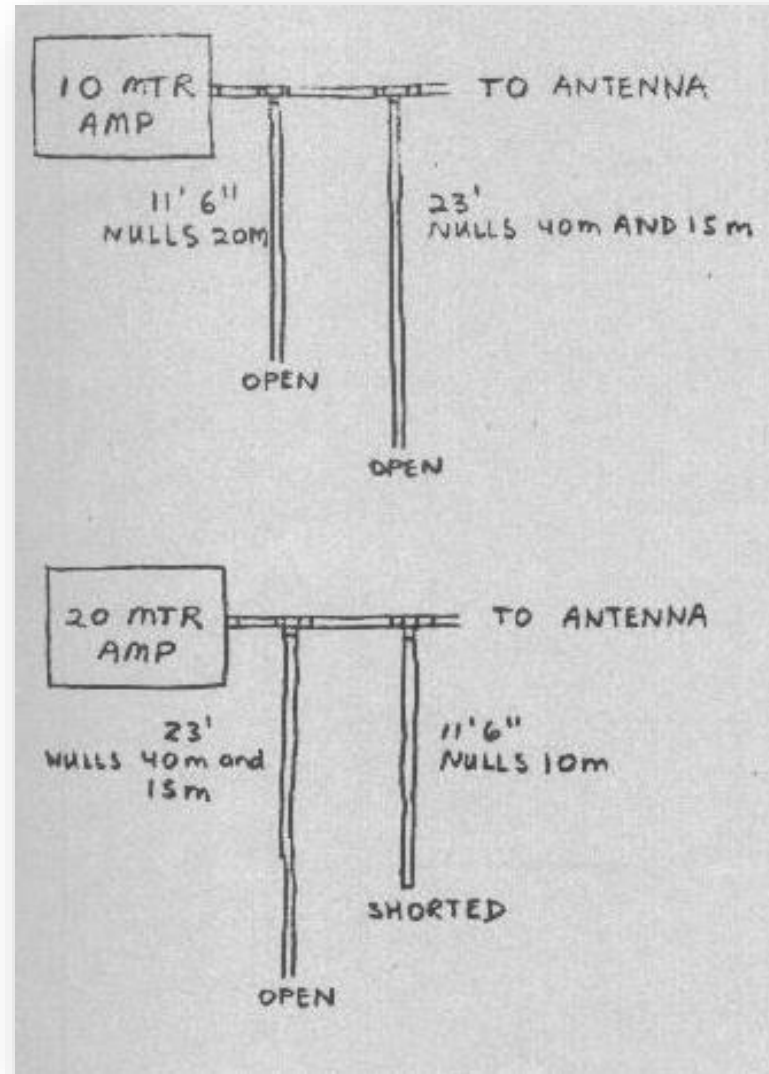 10 MTR
AMP
TO ANTENNA
11' 6"
NULLS 20M
23'
NULLS 40m AND 15m
OPEN
OPEN
20 MTR
AMP
TO ANTENNA
23'
NULLS 40m and
15m
11'6"
NULLS 10m
SHORTED
OPEN